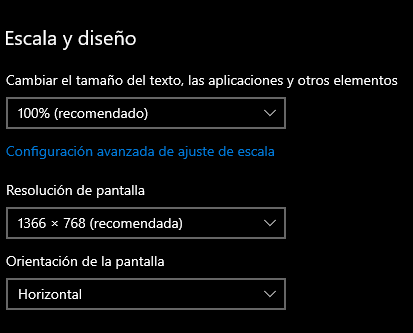 Escala y diseño
Cambiar el tamaño del texto, las aplicaciones y otros elementos
100% (recomendado)
Configuración avanzada de ajuste de escala
Resolución de pantalla
1366 × 768 (recomendada)
Orientación de la pantalla
Horizontal